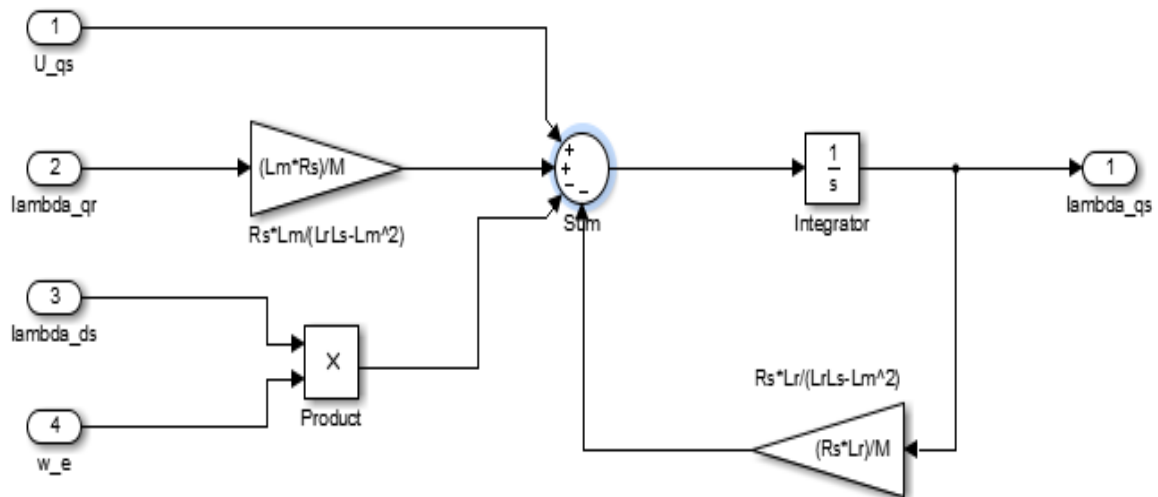 1
U_qs
2
lambda_qr
(Lm*Rs)/M
Rs*Lm/(LrLs-Lm^2)
+
+
−
−
Sum
1
s
Integrator
1
lambda_qs
3
lambda_ds
X
Product
4
w_e
Rs*Lr/(LrLs-Lm^2)
(Rs*Lr)/M